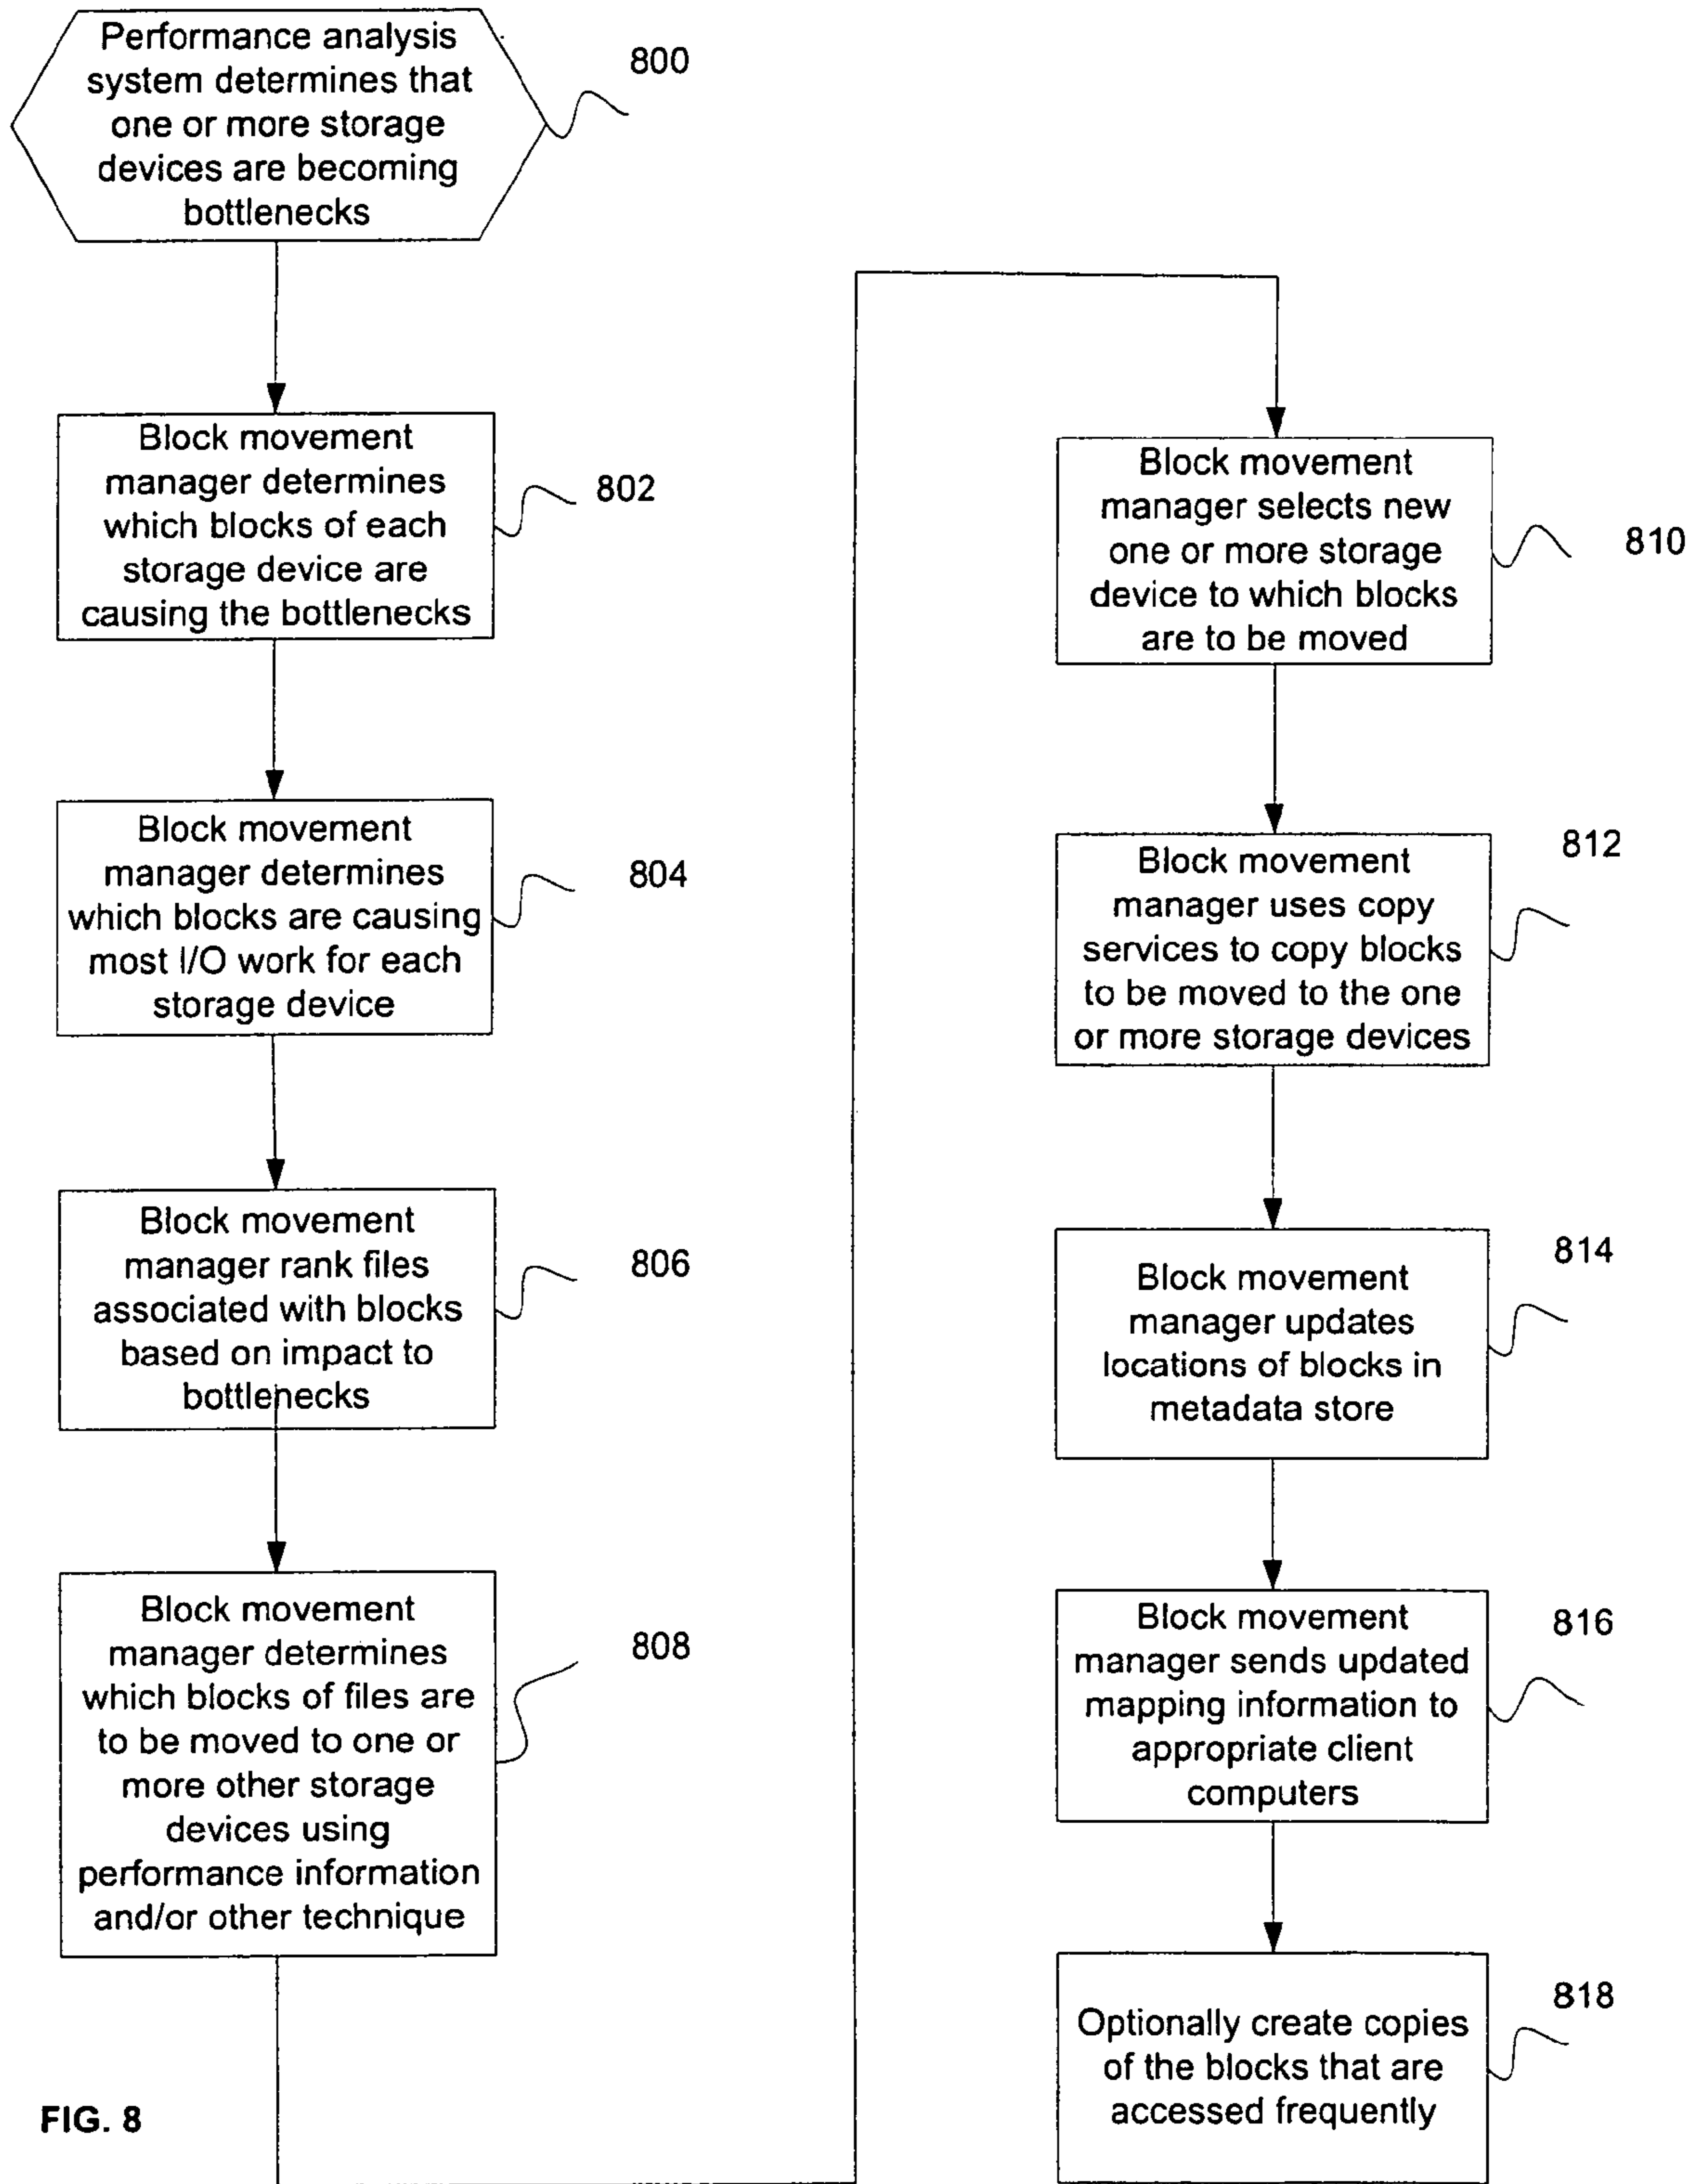 Performance analysis
system determines that
one or more storage
devices are becoming
bottlenecks
800
Block movement
manager determines
which blocks of each
storage device are
causing the bottlenecks
802
Block movement
manager determines
which blocks are causing
most I/O work for each
storage device
804
Block movement
manager rank files
associated with blocks
based on impact to
bottlenecks
806
Block movement
manager determines
which blocks of files are
to be moved to one or
more other storage
devices using
performance information
and/or other technique
808
Block movement
manager selects new
one or more storage
device to which blocks
are to be moved
810
Block movement
manager uses copy
services to copy blocks
to be moved to the one
or more storage devices
812
Block movement
manager updates
locations of blocks in
metadata store
814
Block movement
manager sends updated
mapping information to
appropriate client
computers
816
Optionally create copies
of the blocks that are
accessed frequently
818
FIG. 8